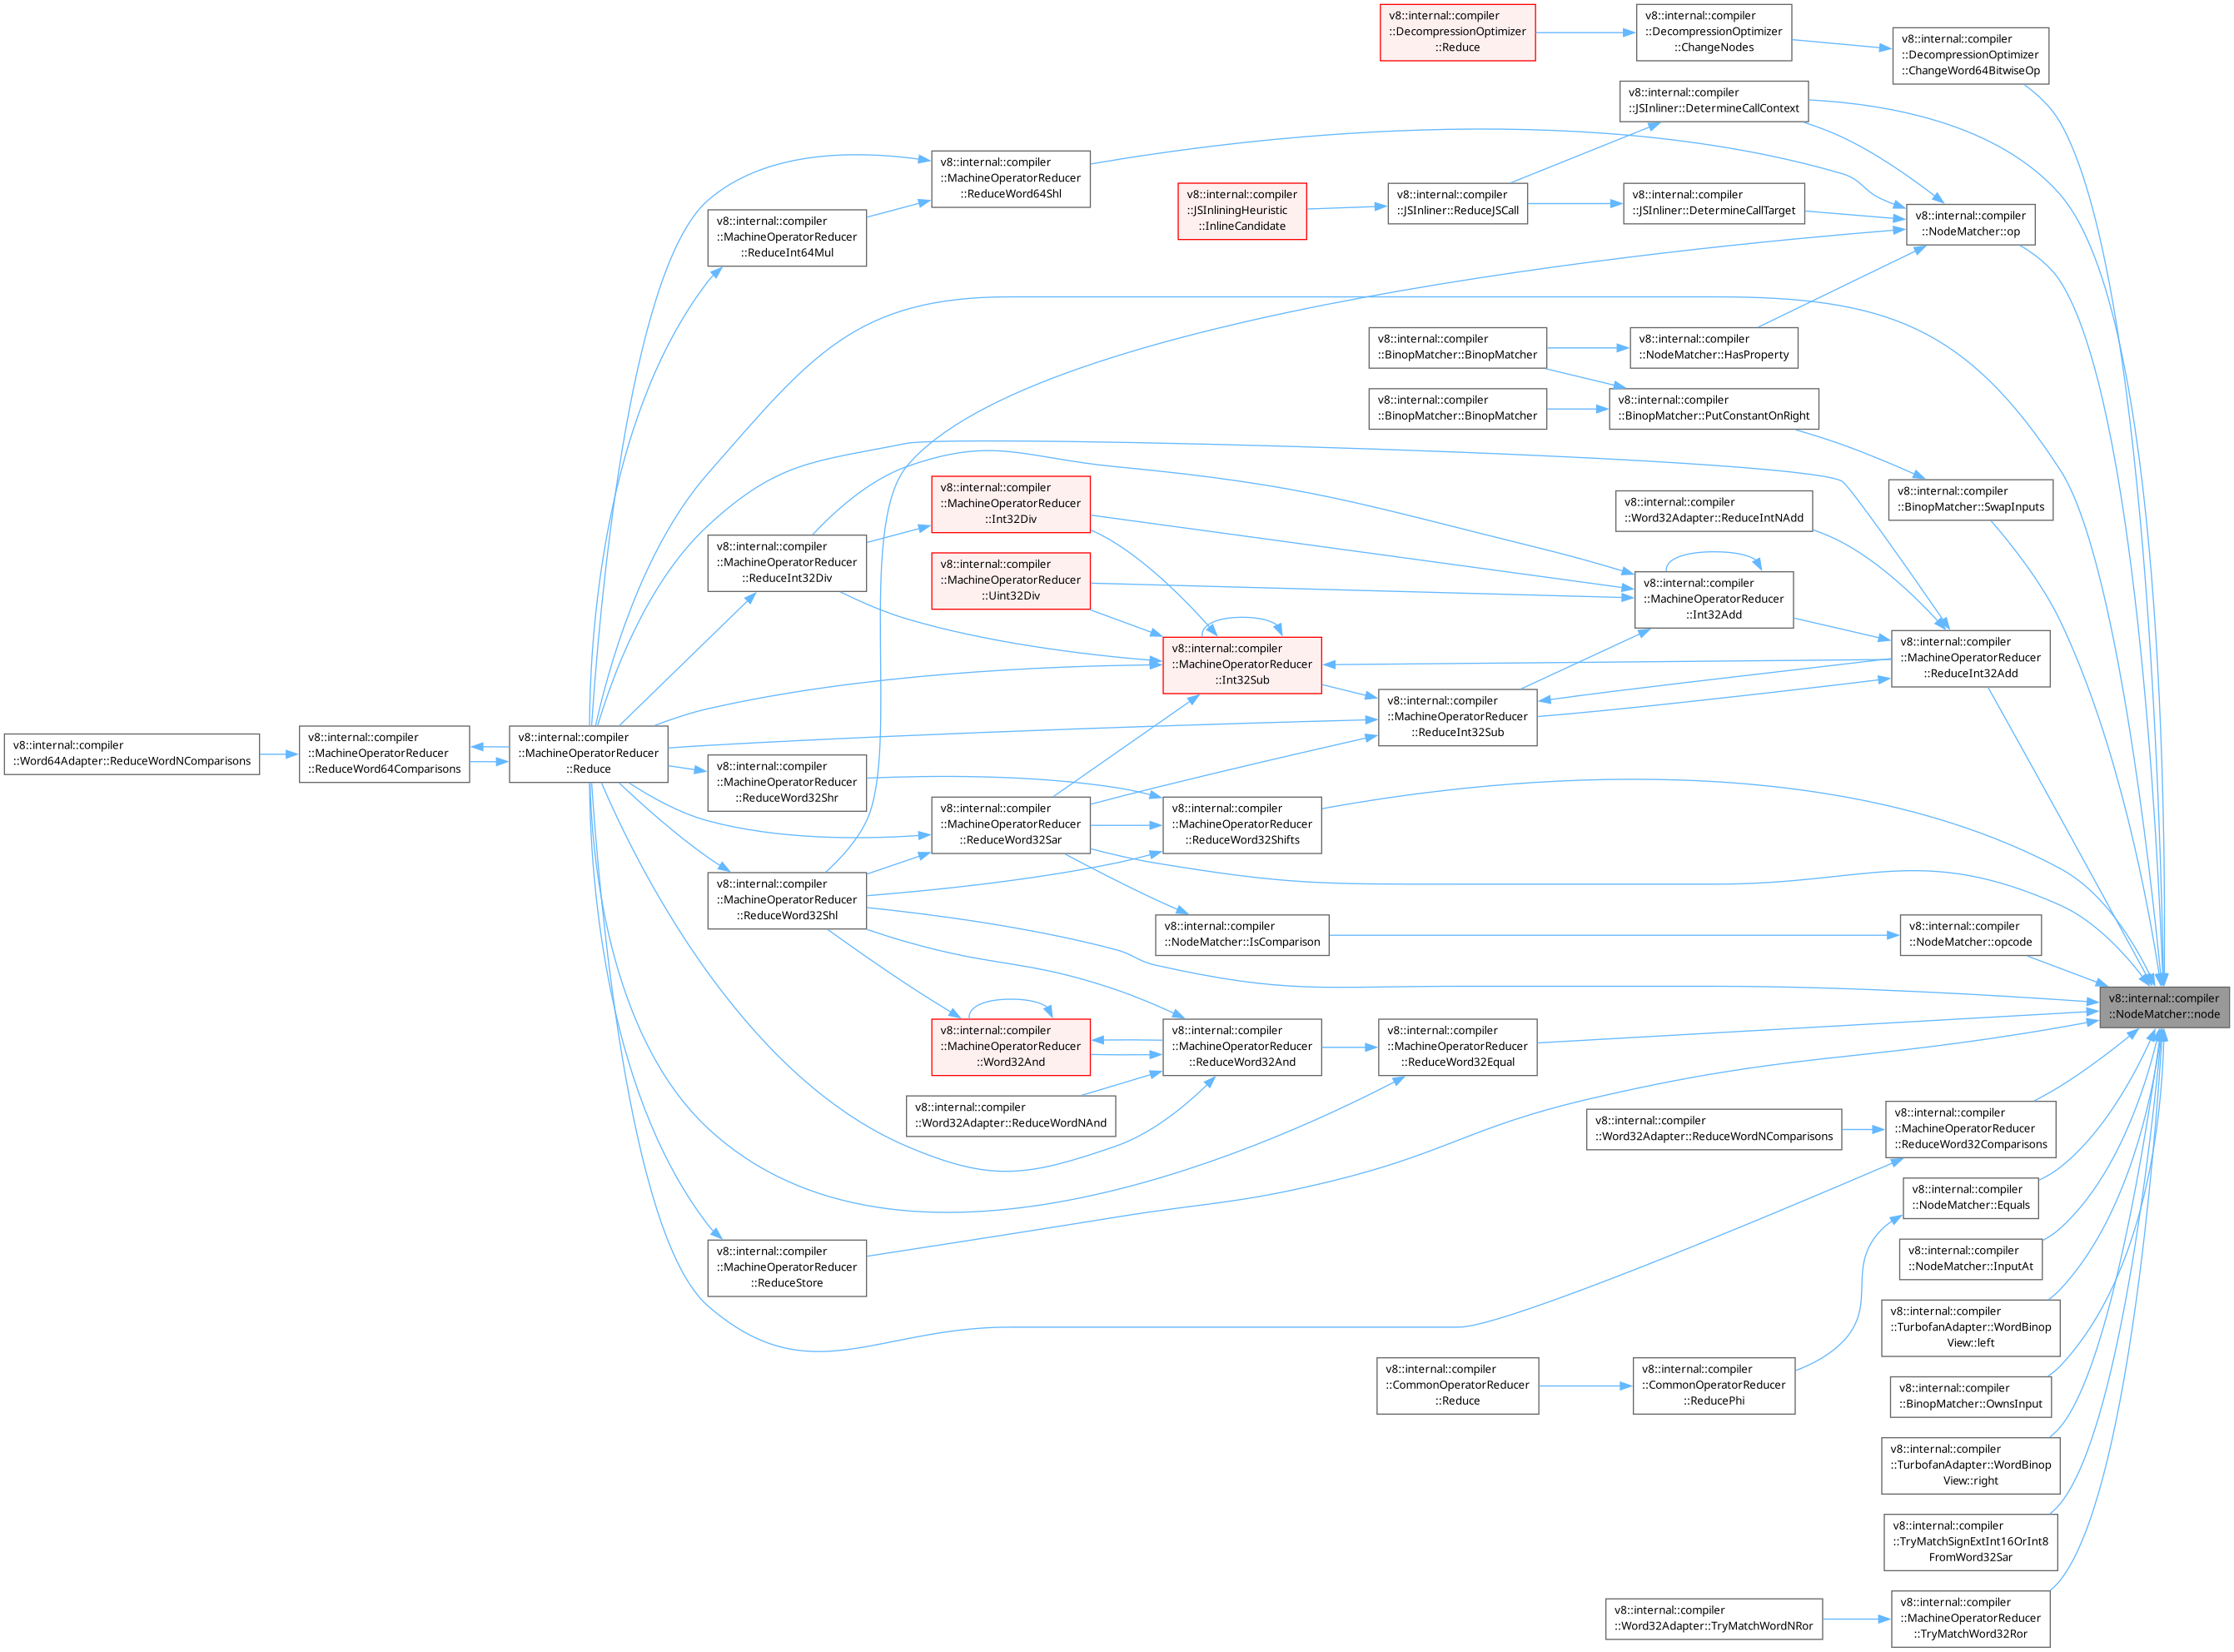 v8::internal::compiler
::DecompressionOptimizer
::Reduce
v8::internal::compiler
::DecompressionOptimizer
::ChangeNodes
v8::internal::compiler
::DecompressionOptimizer
::ChangeWord64BitwiseOp
v8::internal::compiler
::JSInliner::DetermineCallContext
v8::internal::compiler
::MachineOperatorReducer
::ReduceWord64Shl
v8::internal::compiler
::JSInliningHeuristic
::InlineCandidate
v8::internal::compiler
::JSInliner::ReduceJSCall
v8::internal::compiler
::JSInliner::DetermineCallTarget
v8::internal::compiler
::NodeMatcher::op
v8::internal::compiler
::MachineOperatorReducer
::ReduceInt64Mul
v8::internal::compiler
::BinopMatcher::BinopMatcher
v8::internal::compiler
::NodeMatcher::HasProperty
v8::internal::compiler
::BinopMatcher::BinopMatcher
v8::internal::compiler
::BinopMatcher::PutConstantOnRight
v8::internal::compiler
::MachineOperatorReducer
::Int32Div
v8::internal::compiler
::Word32Adapter::ReduceIntNAdd
v8::internal::compiler
::BinopMatcher::SwapInputs
v8::internal::compiler
::MachineOperatorReducer
::ReduceInt32Div
v8::internal::compiler
::MachineOperatorReducer
::Uint32Div
v8::internal::compiler
::MachineOperatorReducer
::Int32Add
v8::internal::compiler
::MachineOperatorReducer
::Int32Sub
v8::internal::compiler
::MachineOperatorReducer
::ReduceInt32Add
v8::internal::compiler
::MachineOperatorReducer
::ReduceInt32Sub
v8::internal::compiler
::Word64Adapter::ReduceWordNComparisons
v8::internal::compiler
::MachineOperatorReducer
::ReduceWord64Comparisons
v8::internal::compiler
::MachineOperatorReducer
::Reduce
v8::internal::compiler
::MachineOperatorReducer
::ReduceWord32Shr
v8::internal::compiler
::MachineOperatorReducer
::ReduceWord32Sar
v8::internal::compiler
::MachineOperatorReducer
::ReduceWord32Shifts
v8::internal::compiler
::MachineOperatorReducer
::ReduceWord32Shl
v8::internal::compiler
::NodeMatcher::IsComparison
v8::internal::compiler
::NodeMatcher::opcode
v8::internal::compiler
::NodeMatcher::node
v8::internal::compiler
::MachineOperatorReducer
::Word32And
v8::internal::compiler
::MachineOperatorReducer
::ReduceWord32And
v8::internal::compiler
::MachineOperatorReducer
::ReduceWord32Equal
v8::internal::compiler
::Word32Adapter::ReduceWordNAnd
v8::internal::compiler
::Word32Adapter::ReduceWordNComparisons
v8::internal::compiler
::MachineOperatorReducer
::ReduceWord32Comparisons
v8::internal::compiler
::NodeMatcher::Equals
v8::internal::compiler
::MachineOperatorReducer
::ReduceStore
v8::internal::compiler
::NodeMatcher::InputAt
v8::internal::compiler
::TurbofanAdapter::WordBinop
View::left
v8::internal::compiler
::CommonOperatorReducer
::Reduce
v8::internal::compiler
::CommonOperatorReducer
::ReducePhi
v8::internal::compiler
::BinopMatcher::OwnsInput
v8::internal::compiler
::TurbofanAdapter::WordBinop
View::right
v8::internal::compiler
::TryMatchSignExtInt16OrInt8
FromWord32Sar
v8::internal::compiler
::Word32Adapter::TryMatchWordNRor
v8::internal::compiler
::MachineOperatorReducer
::TryMatchWord32Ror